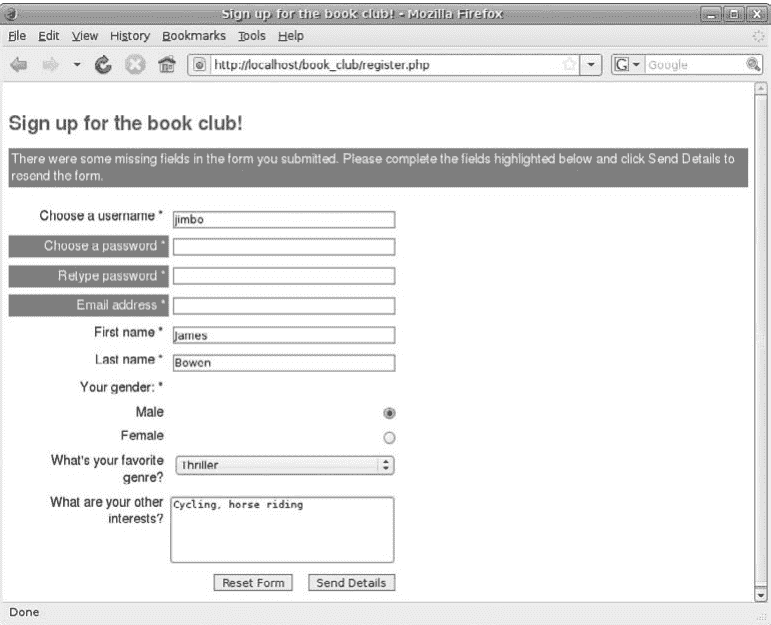 Sign up for the book club! - Mozilla Firefox
File Edit View History Bookmarks Tools Help
http://localhost/book_club/register.php
G Google
Sign up for the book club!
There were some missing fields in the form you submitted. Please complete the fields highlighted below and click Send Details to
resend the form.
Choose a username * jimbo
Choose a password *
Retype password *
Email address *
First name * James
Last name * Bowen
Your gender: *
Male
Female
What's your favorite
genre?
Thriller
What are your other
interests?
Cycling, horse riding
Reset Form Send Details
Done